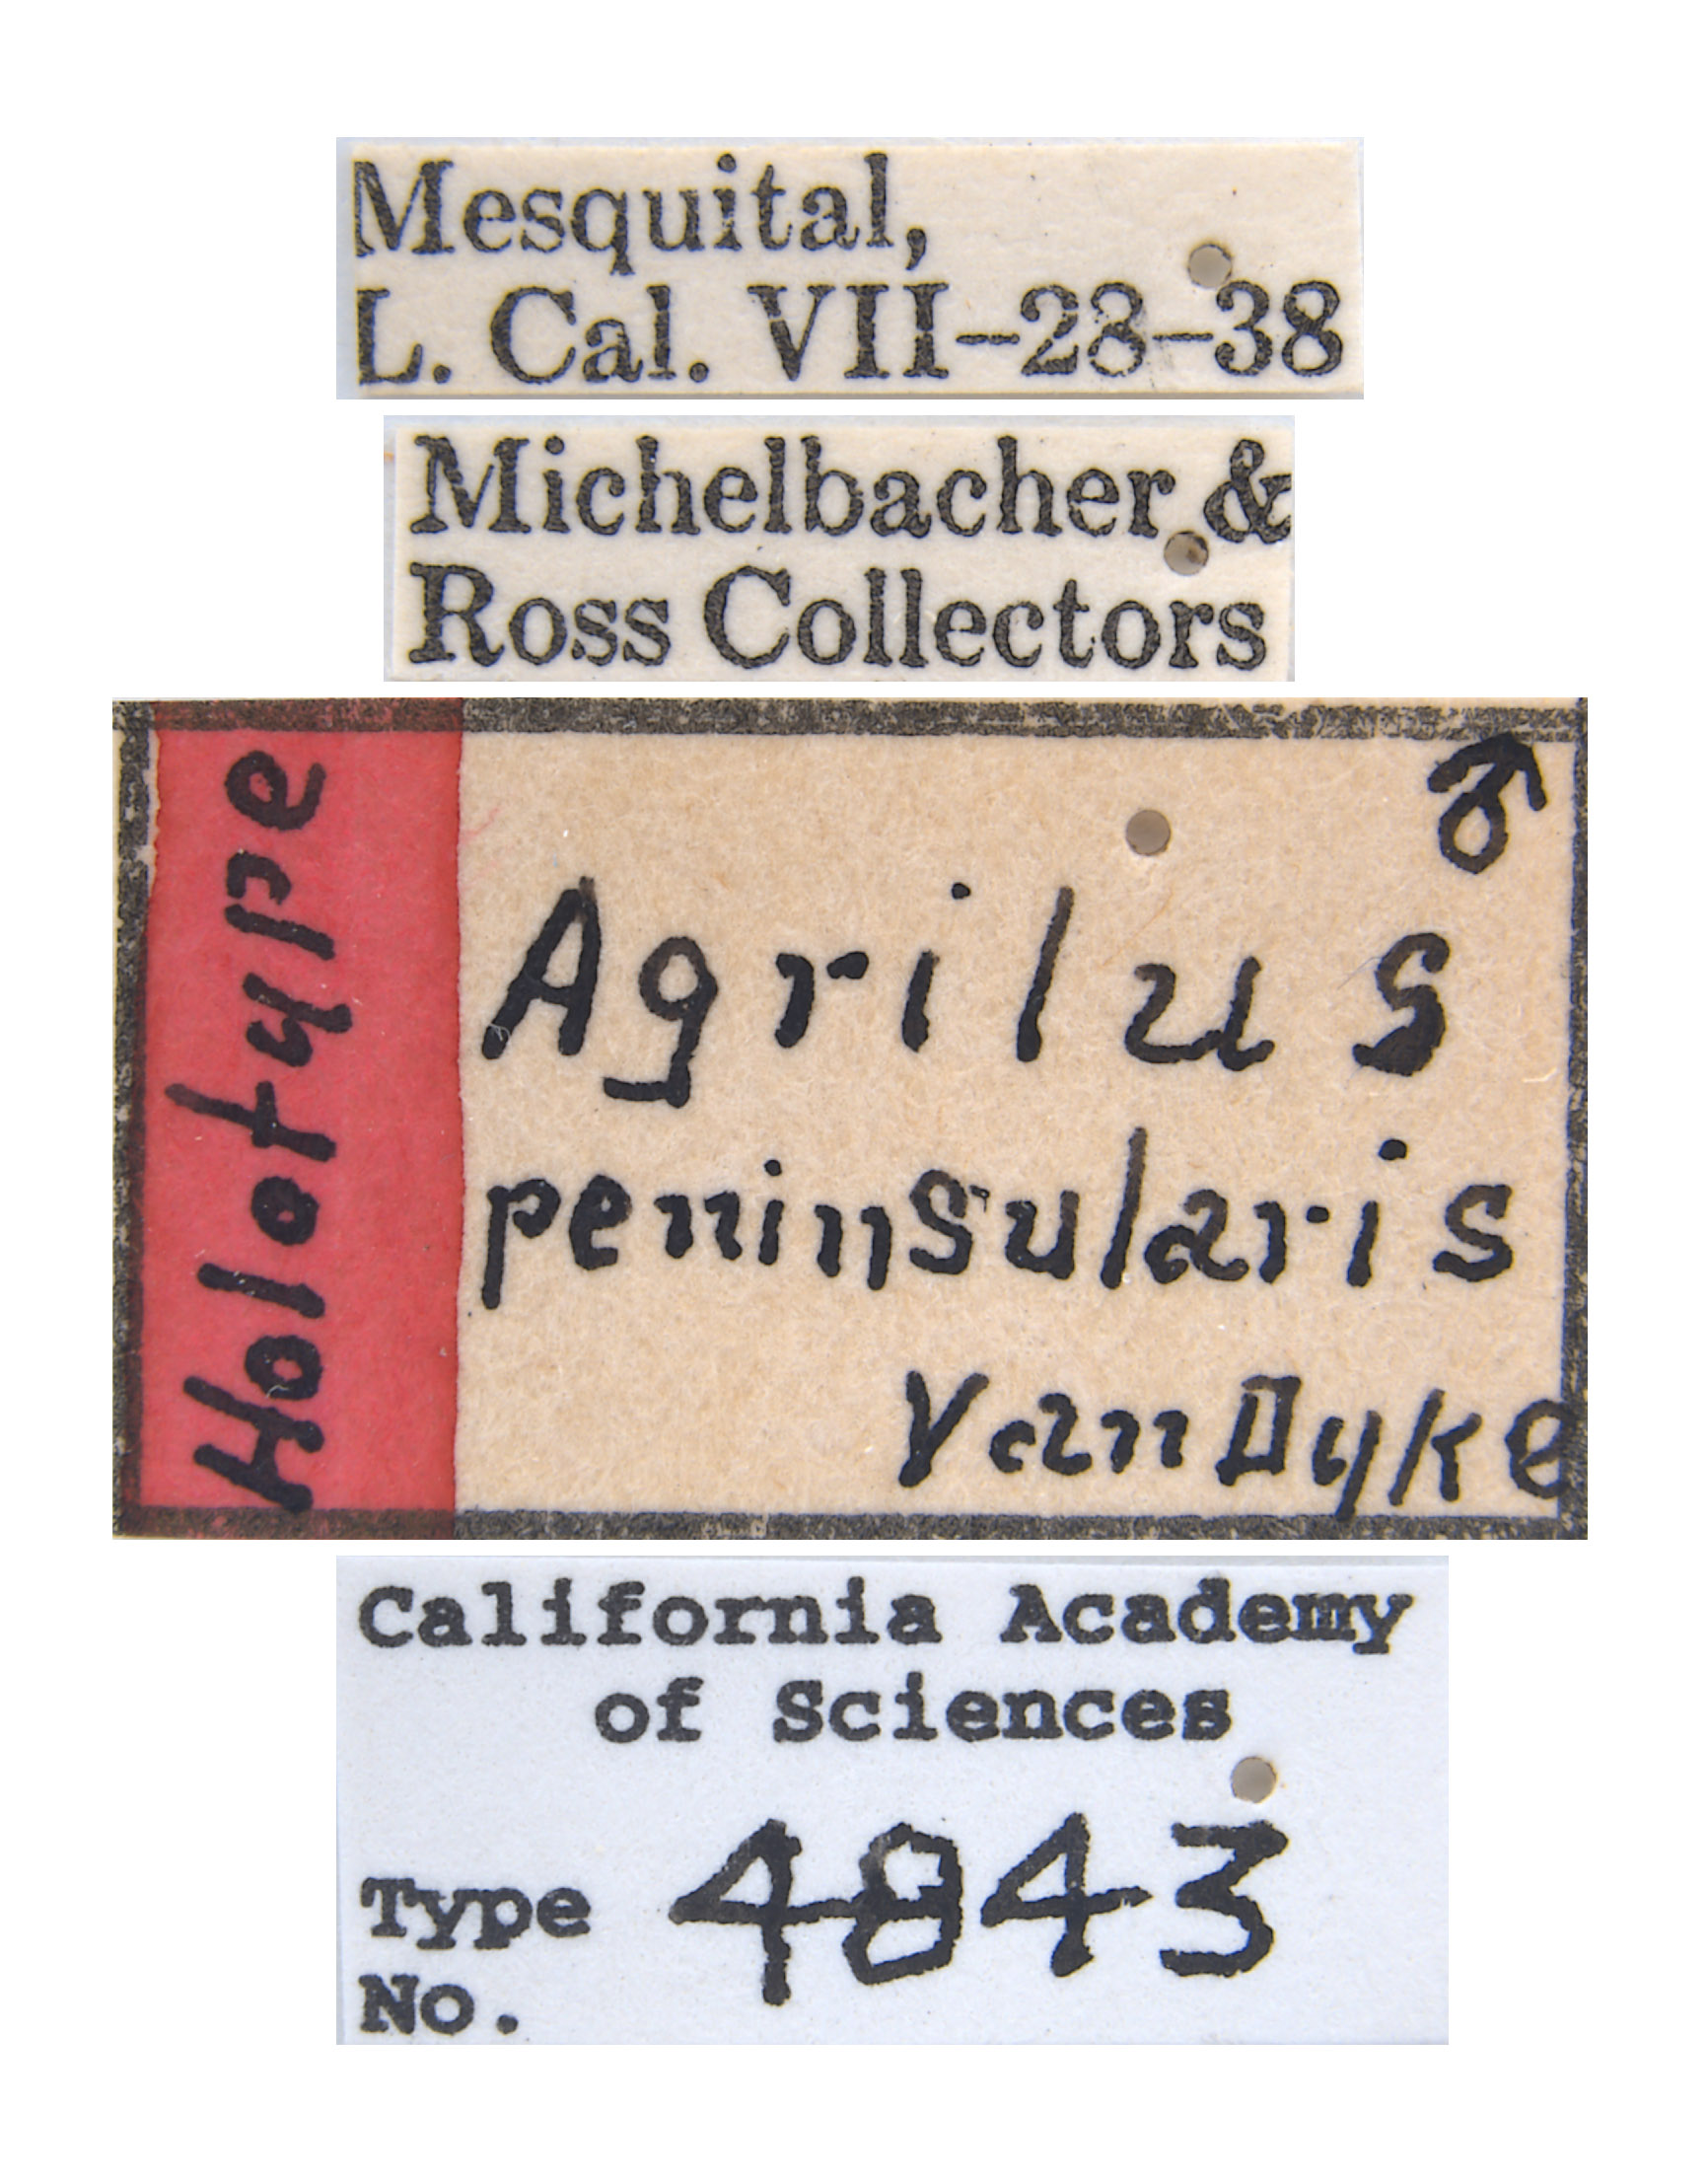 Mesquital,
L. Cal. VII–28–38
Michelbacher &
Ross Collectors
Holotype
♂
Agrilus
peninsularis
Van Dyke
California Academy
of Sciences
Type
No. 4843